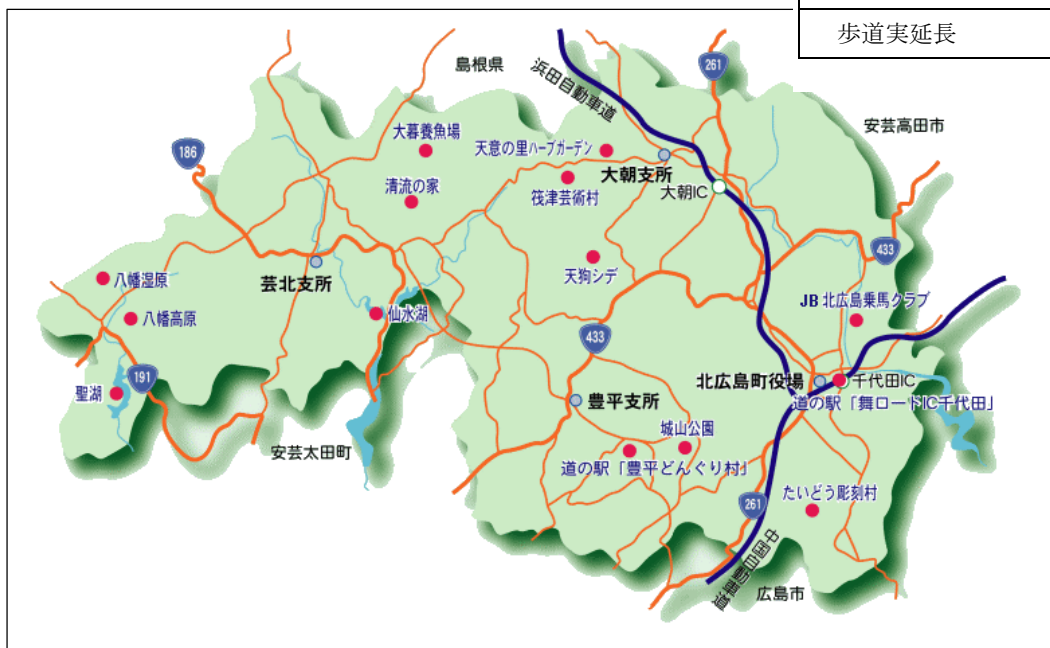 歩道実延長
島根県
浜田自動車道
261
安芸高田市
186
大暮養魚場
天意の里ハーブガーデン
大朝支所
清流の家
筏津芸術村
大朝IC
433
八幡湿原
芸北支所
天狗シデ
JB 北広島乗馬クラブ
八幡高原
仙水湖
433
191
聖湖
北広島町役場
千代田IC
豊平支所
道の駅「舞ロードIC千代田」
安芸太田町
城山公園
道の駅「豊平どんぐり村」
261
たいどう彫刻村
中国自動車道
広島市